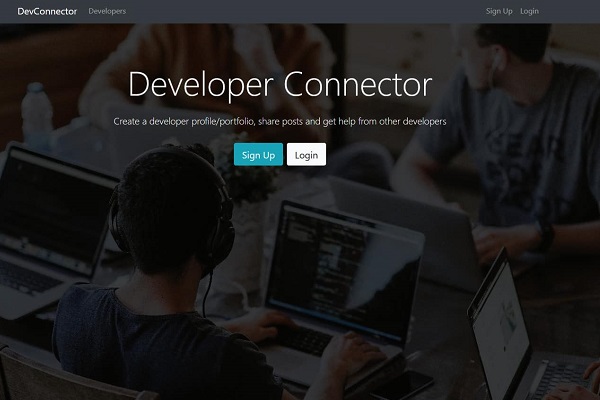 DevConnector Developers Sign Up Login
Developer Connector
Create a developer profile/portfolio, share posts and get help from other developers
Sign Up Login